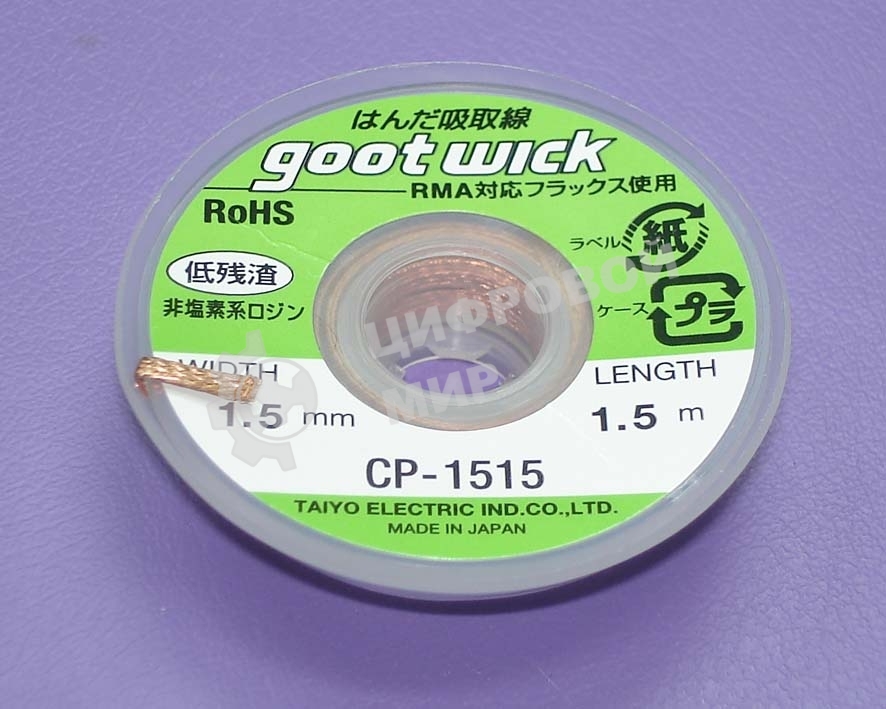 はんだ吸取線
goot wick
RMA対応フラックス使用
RoHS
低残渣
非塩素系ロジン
ラベル 紙
ケース プラ
ЦИФРОВОЙ
МИР
WIDTH
1.5 mm
LENGTH
1.5 m
CP-1515
TAIYO ELECTRIC IND.CO.,LTD.
MADE IN JAPAN